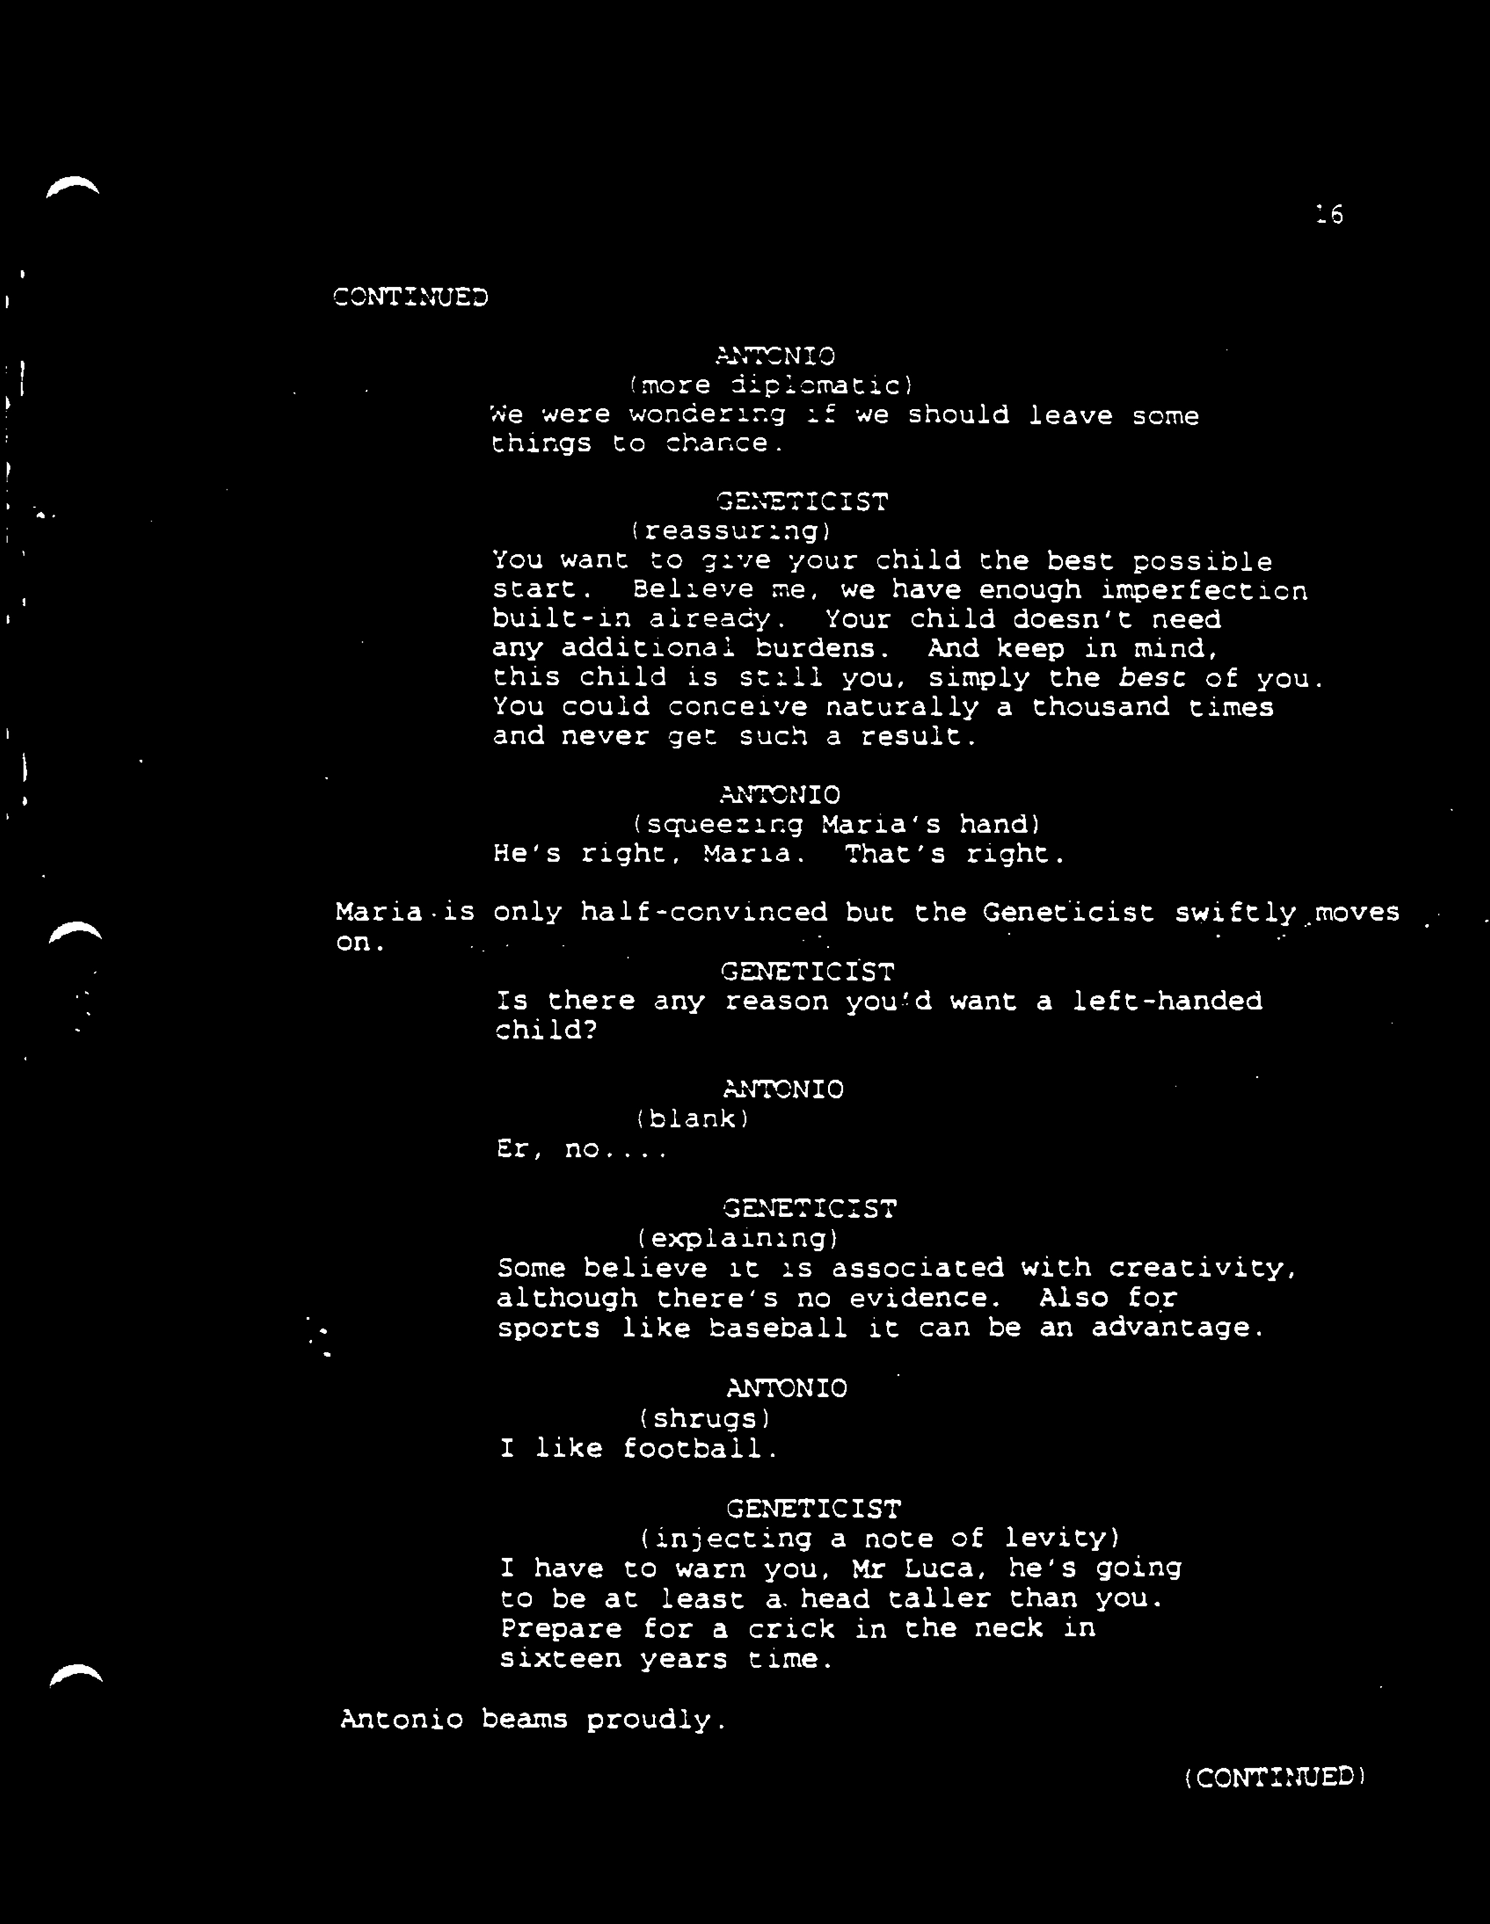 16
CONTINUED
ANTONIO
(more diplomatic)
We were wondering if we should leave some
things to chance.
GENETICIST
(reassuring)
You want to give your child the best possible
start. Believe me, we have enough imperfection
built-in already. Your child doesn't need
any additional burdens. And keep in mind,
this child is still you, simply the best of you.
You could conceive naturally a thousand times
and never get such a result.
ANTONIO
(squeezing Maria's hand)
He's right, Maria. That's right.
Maria is only half-convinced but the Geneticist swiftly moves
on.
GENETICIST
Is there any reason you'd want a left-handed
child?
ANTONIO
(blank)
Er, no....
GENETICIST
(explaining)
Some believe it is associated with creativity,
although there's no evidence. Also for
sports like baseball it can be an advantage.
ANTONIO
(shrugs)
I like football.
GENETICIST
(injecting a note of levity)
I have to warn you, Mr Luca, he's going
to be at least a head taller than you.
Prepare for a crick in the neck in
sixteen years time.
Antonio beams proudly.
(CONTINUED)